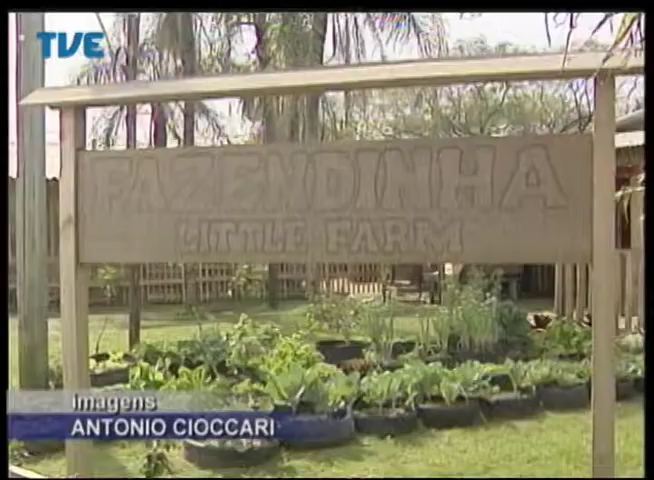 TVE
FAZENDINHA
LITTLE FARM
Imagens
ANTONIO CIOCCARI